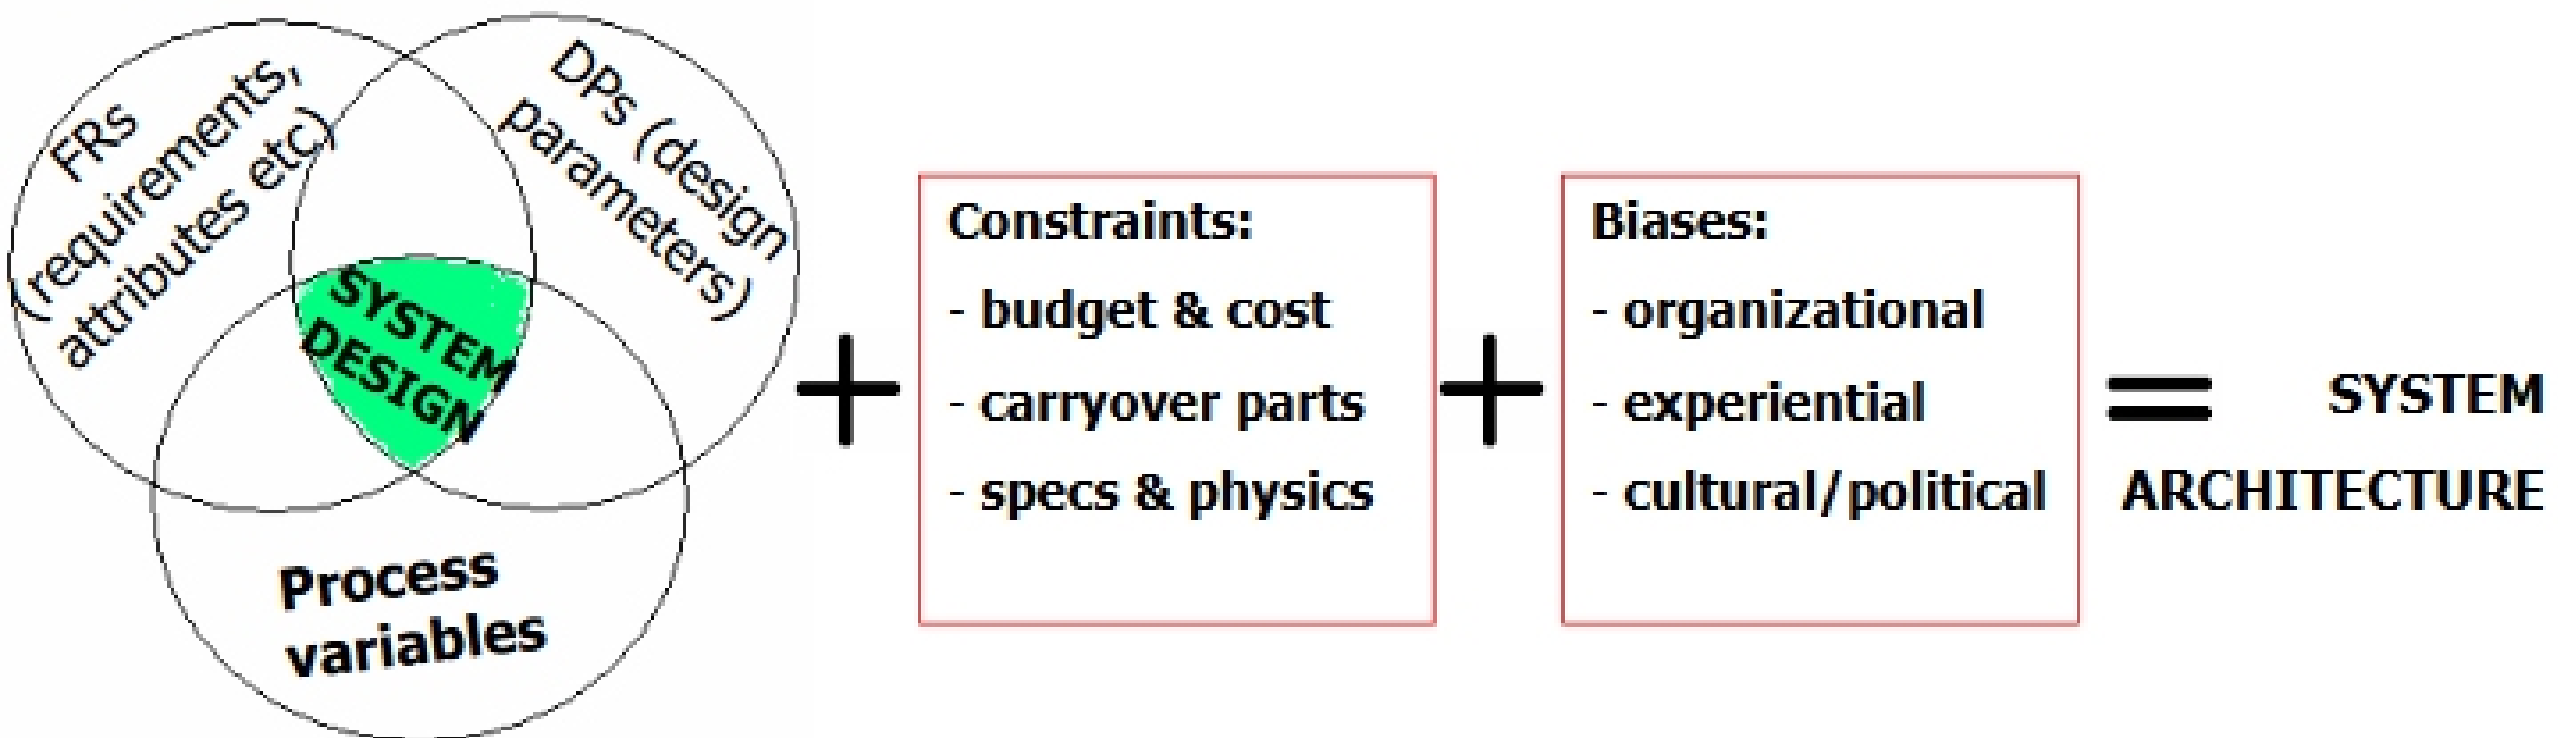 FRs
(requirements,
attributes etc)
DPs (design
parameters)
SYSTEM
DESIGN
Process
variables
+
Constraints:
- budget & cost
- carryover parts
- specs & physics
+
Biases:
- organizational
- experiential
- cultural/political
=
SYSTEM
ARCHITECTURE